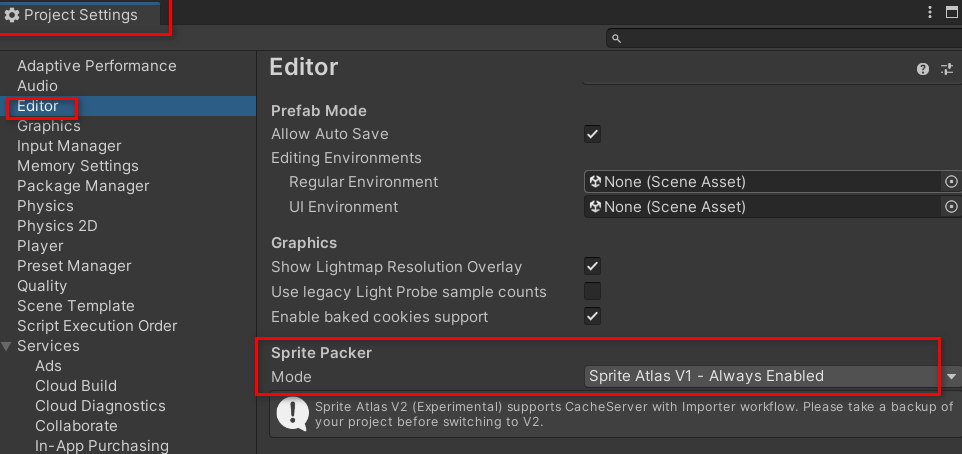 Project Settings
Adaptive Performance
Audio
Editor
Graphics
Input Manager
Memory Settings
Package Manager
Physics
Physics 2D
Player
Preset Manager
Quality
Scene Template
Script Execution Order
Services
Ads
Cloud Build
Cloud Diagnostics
Collaborate
In-App Purchasing
Editor
Prefab Mode
Allow Auto Save
Editing Environments
Regular Environment None (Scene Asset)
UI Environment None (Scene Asset)
Graphics
Show Lightmap Resolution Overlay
Use legacy Light Probe sample counts
Enable baked cookies support
Sprite Packer
Mode Sprite Atlas V1 - Always Enabled
Sprite Atlas V2 (Experimental) supports CacheServer with Importer workflow. Please take a backup of
your project before switching to V2.